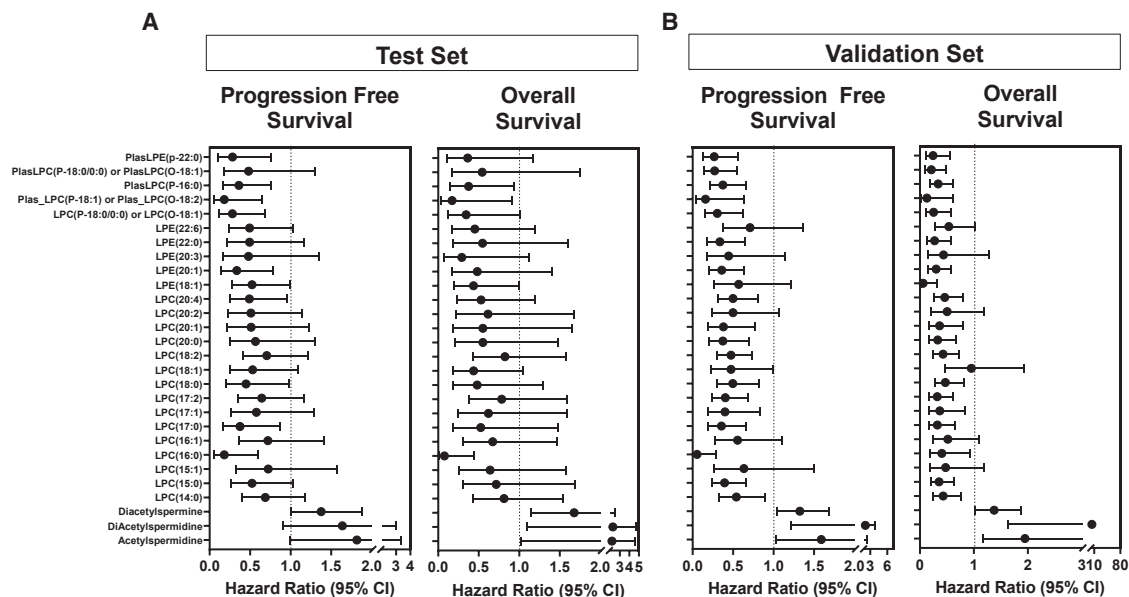 A
B
Test Set
Validation Set
Progression Free
Survival
Overall
Survival
Progression Free
Survival
Overall
Survival
PlasLPE(p-22:0)
PlasLPC(P-18:0/0:0) or PlasLPC(O-18:1)
PlasLPC(P-16:0)
Plas_LPC(P-18:1) or Plas_LPC(O-18:2)
LPC(P-18:0/0:0) or LPC(O-18:1)
LPE(22:6)
LPE(22:0)
LPE(20:3)
LPE(20:1)
LPE(18:1)
LPC(20:4)
LPC(20:2)
LPC(20:1)
LPC(20:0)
LPC(18:2)
LPC(18:1)
LPC(18:0)
LPC(17:2)
LPC(17:1)
LPC(17:0)
LPC(16:1)
LPC(16:0)
LPC(15:1)
LPC(15:0)
LPC(14:0)
Diacetylspermine
DiAcetylspermidine
Acetylspermidine
0.0 0.5 1.0 1.5 2.0 3 4
0.0 0.5 1.0 1.5 2.0 3 4 5
0.0 0.5 1.0 1.5 2.0 3 6
0 1 2 3 10 80
Hazard Ratio (95% CI)
Hazard Ratio (95% CI)
Hazard Ratio (95% CI)
Hazard Ratio (95% CI)